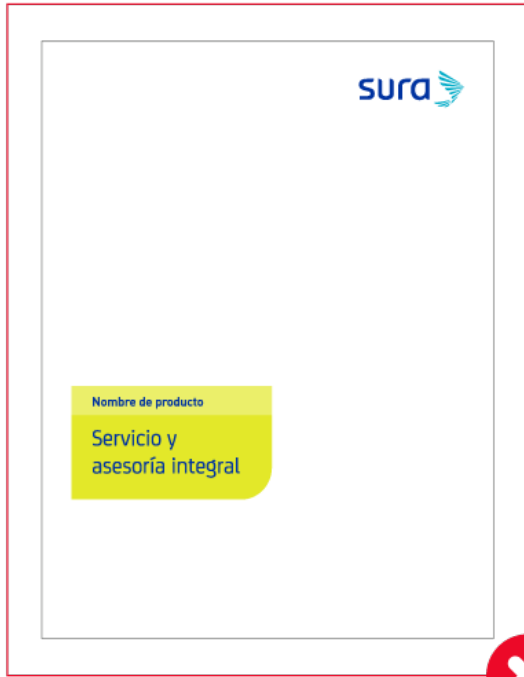 sura
Nombre de producto
Servicio y
asesoría integral